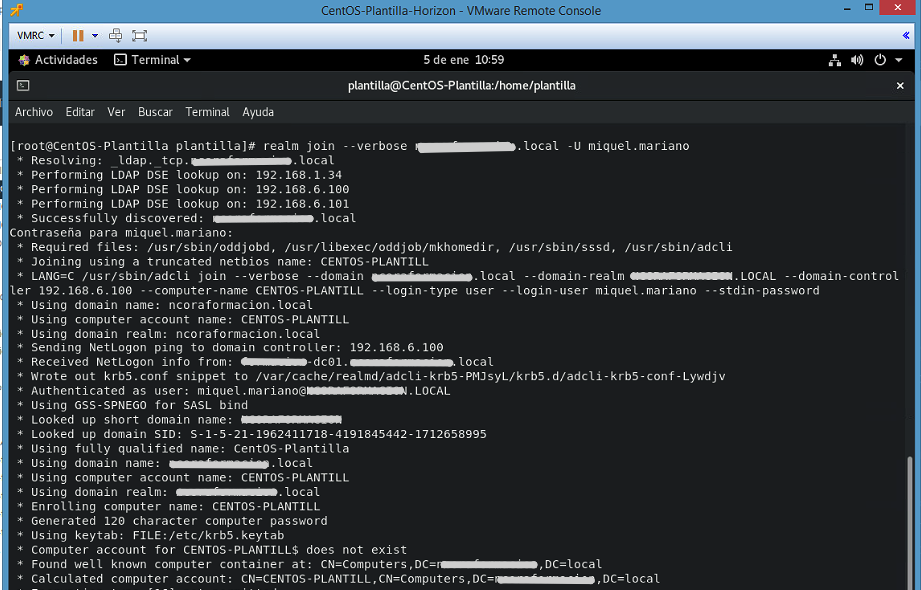 CentOS-Plantilla-Horizon - VMware Remote Console
VMRC
Actividades Terminal 5 de ene 10:59
plantilla@CentOS-Plantilla:/home/plantilla
Archivo Editar Ver Buscar Terminal Ayuda
[root@CentOS-Plantilla plantilla]# realm join --verbose .local -U miquel.mariano
* Resolving: _ldap._tcp. .local
* Performing LDAP DSE lookup on: 192.168.1.34
* Performing LDAP DSE lookup on: 192.168.6.100
* Performing LDAP DSE lookup on: 192.168.6.101
* Successfully discovered: .local
Contraseña para miquel.mariano:
* Required files: /usr/sbin/oddjobd, /usr/libexec/oddjob/mkhomedir, /usr/sbin/sssd, /usr/sbin/adcli
* Joining using a truncated netbios name: CENTOS-PLANTILL
* LANG=C /usr/sbin/adcli join --verbose --domain .local --domain-realm .LOCAL --domain-control
ler 192.168.6.100 --computer-name CENTOS-PLANTILL --login-type user --login-user miquel.mariano --stdin-password
* Using domain name: ncoraformacion.local
* Using computer account name: CENTOS-PLANTILL
* Using domain realm: ncoraformacion.local
* Sending NetLogon ping to domain controller: 192.168.6.100
* Received NetLogon info from: -dc01. .local
* Wrote out krb5.conf snippet to /var/cache/realmd/adcli-krb5-PMJsyL/krb5.d/adcli-krb5-conf-Lywdjv
* Authenticated as user: miquel.mariano@ N.LOCAL
* Using GSS-SPNEGO for SASL bind
* Looked up short domain name:
* Looked up domain SID: S-1-5-21-1962411718-4191845442-1712658995
* Using fully qualified name: CentOS-Plantilla
* Using domain name: .local
* Using computer account name: CENTOS-PLANTILL
* Using domain realm: .local
* Enrolling computer name: CENTOS-PLANTILL
* Generated 120 character computer password
* Using keytab: FILE:/etc/krb5.keytab
* Computer account for CENTOS-PLANTILL$ does not exist
* Found well known computer container at: CN=Computers,DC= ,DC=local
* Calculated computer account: CN=CENTOS-PLANTILL,CN=Computers,DC= ,DC=local